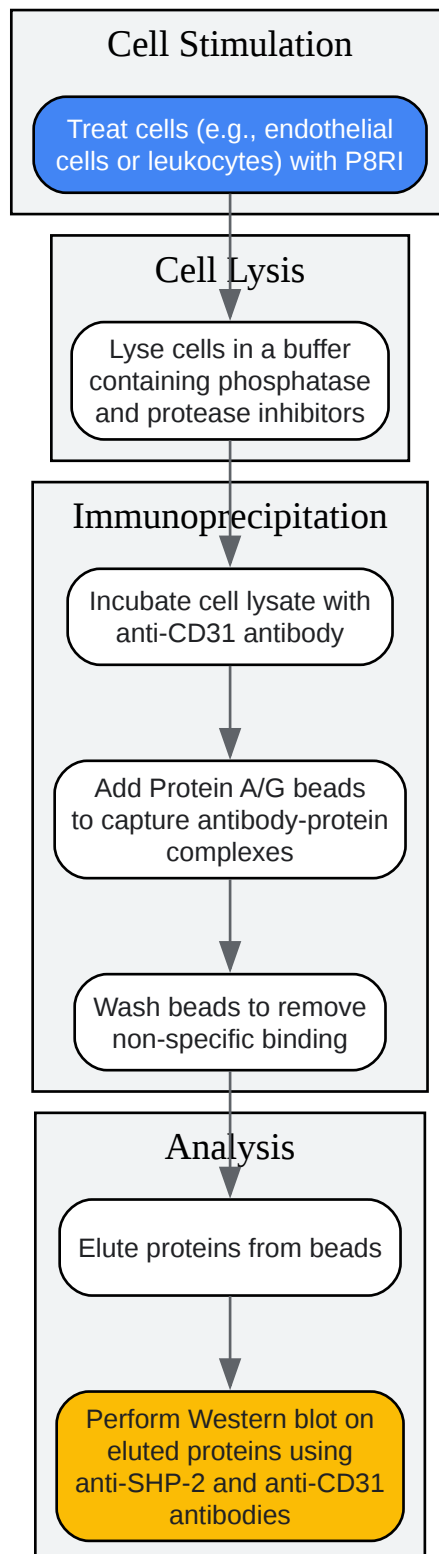 Cell Stimulation
Treat cells (e.g., endothelial
cells or leukocytes) with P8RI
Cell Lysis
Lyse cells in a buffer
containing phosphatase
and protease inhibitors
Immunoprecipitation
Incubate cell lysate with
anti-CD31 antibody
Add Protein A/G beads
to capture antibody-protein
complexes
Wash beads to remove
non-specific binding
Analysis
Elute proteins from beads
Perform Western blot on
eluted proteins using
anti-SHP-2 and anti-CD31
antibodies